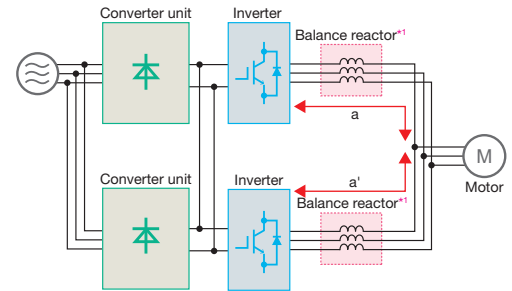 Converter unit
Inverter
Balance reactor*1
a
M
Motor
a'
Converter unit
Inverter
Balance reactor*1